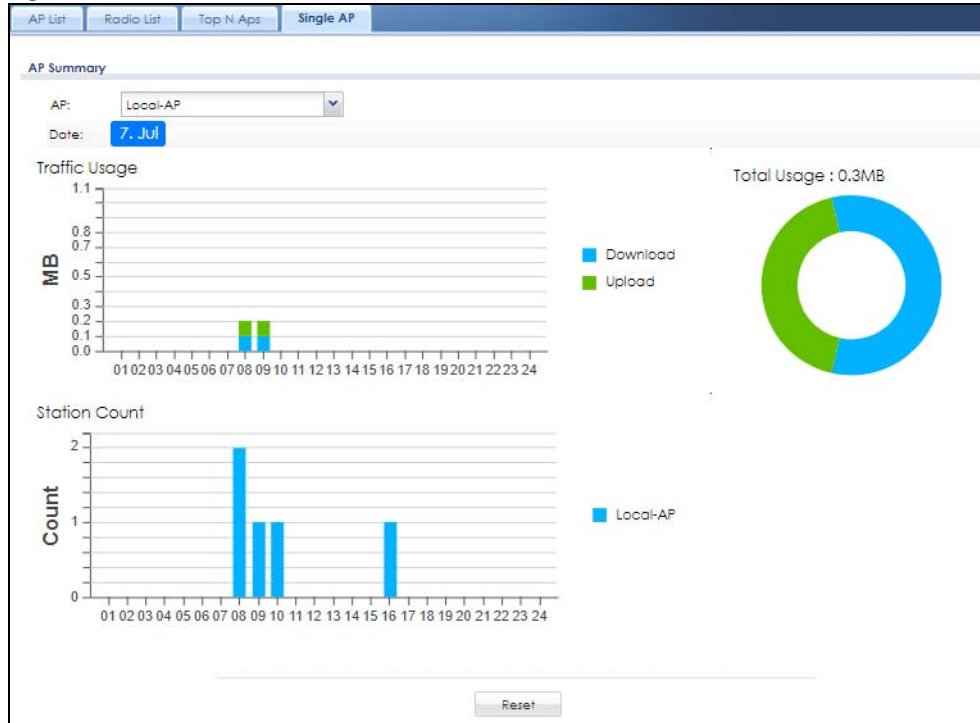 AP List Radio List Top N Aps Single AP
AP Summary
AP: Local-AP
Date: 7. Jul
Traffic Usage
Total Usage : 0.3MB
1.1
0.8
0.7
0.5
0.3
0.2
0.1
0.0
MB
01 02 03 04 05 06 07 08 09 10 11 12 13 14 15 16 17 18 19 20 21 22 23 24
Download
Upload
Station Count
2
1
0
Count
01 02 03 04 05 06 07 08 09 10 11 12 13 14 15 16 17 18 19 20 21 22 23 24
Local-AP
Reset